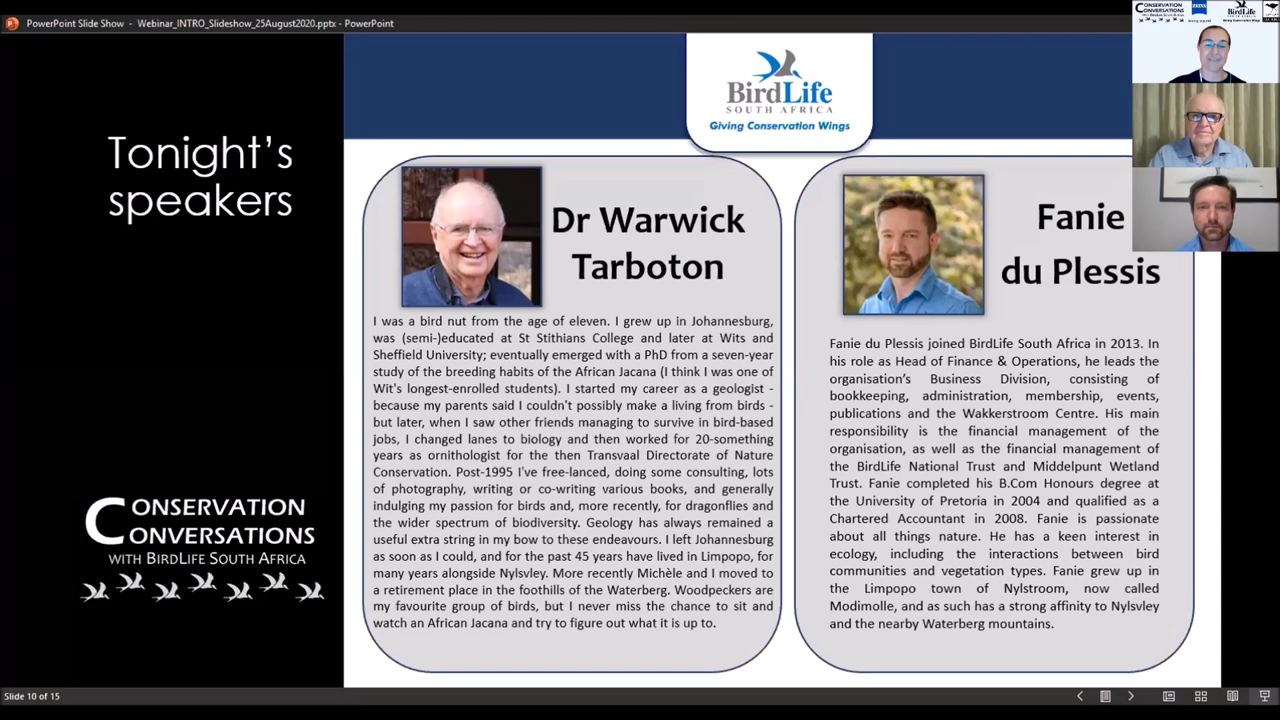 PowerPoint Slide Show - Webinar_INTRO_Slideshow_25August2020.pptx - PowerPoint
CONSERVATION
CONVERSATIONS
ZEISS
BirdLife
SOUTH AFRICA
Giving Conservation Wings
BirdLife
SOUTH AFRICA
Giving Conservation Wings
Tonight's
speakers
Dr Warwick
Tarboton
I was a bird nut from the age of eleven. I grew up in Johannesburg,
was (semi-)educated at St Stithians College and later at Wits and
Sheffield University; eventually emerged with a PhD from a seven-year
study of the breeding habits of the African Jacana (I think I was one of
Wit's longest-enrolled students). I started my career as a geologist -
because my parents said I couldn't possibly make a living from birds -
but later, when I saw other friends managing to survive in bird-based
jobs, I changed lanes to biology and then worked for 20-something
years as ornithologist for the then Transvaal Directorate of Nature
Conservation. Post-1995 I've free-lanced, doing some consulting, lots
of photography, writing or co-writing various books, and generally
indulging my passion for birds and, more recently, for dragonflies and
the wider spectrum of biodiversity. Geology has always remained a
useful extra string in my bow to these endeavours. I left Johannesburg
as soon as I could, and for the past 45 years have lived in Limpopo, for
many years alongside Nylsvley. More recently Michèle and I moved to
a retirement place in the foothills of the Waterberg. Woodpeckers are
my favourite group of birds, but I never miss the chance to sit and
watch an African Jacana and try to figure out what it is up to.
Fanie
du Plessis
Fanie du Plessis joined BirdLife South Africa in 2013. In
his role as Head of Finance & Operations, he leads the
organisation's Business Division, consisting of
bookkeeping, administration, membership, events,
publications and the Wakkerstroom Centre. His main
responsibility is the financial management of the
organisation, as well as the financial management of
the BirdLife National Trust and Middelpunt Wetland
Trust. Fanie completed his B.Com Honours degree at
the University of Pretoria in 2004 and qualified as a
Chartered Accountant in 2008. Fanie is passionate
about all things nature. He has a keen interest in
ecology, including the interactions between bird
communities and vegetation types. Fanie grew up in
the Limpopo town of Nylstroom, now called
Modimolle, and as such has a strong affinity to Nylsvley
and the nearby Waterberg mountains.
CONSERVATION
CONVERSATIONS
WITH BIRDLIFE SOUTH AFRICA
Slide 10 of 15